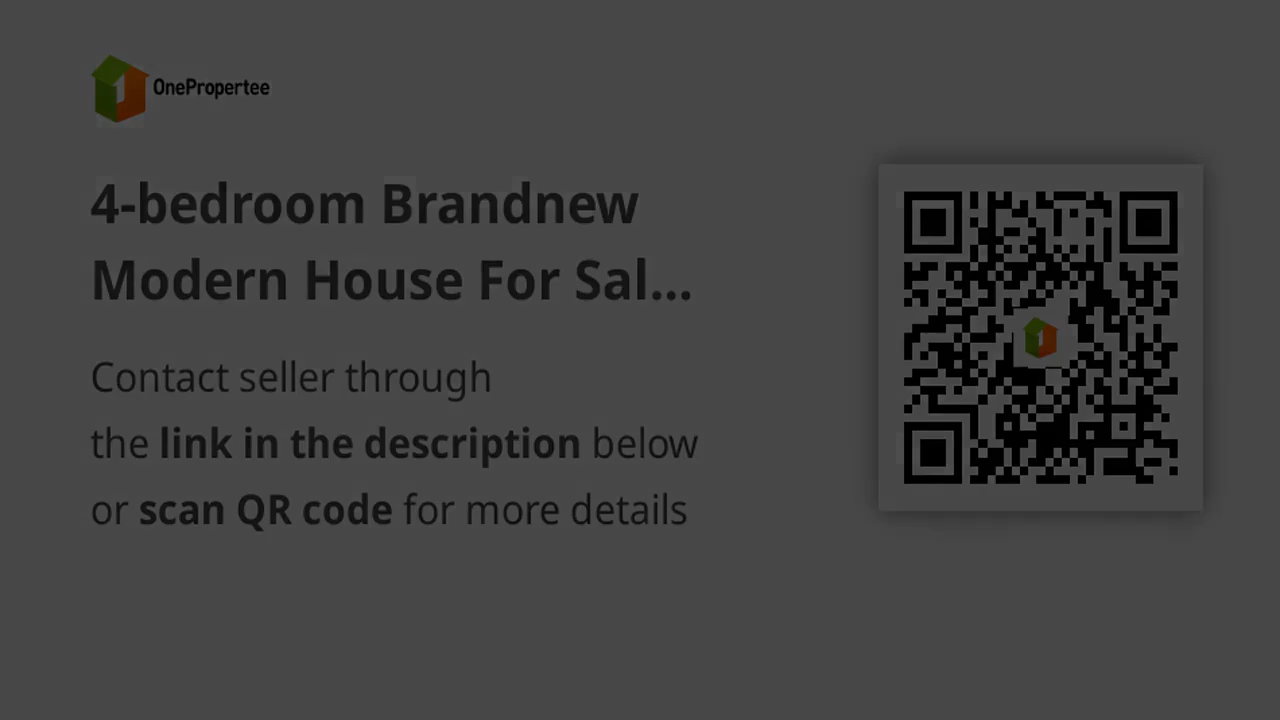 OnePropertee
4-bedroom Brandnew
Modern House For Sal...
Contact seller through
the link in the description below
or scan QR code for more details